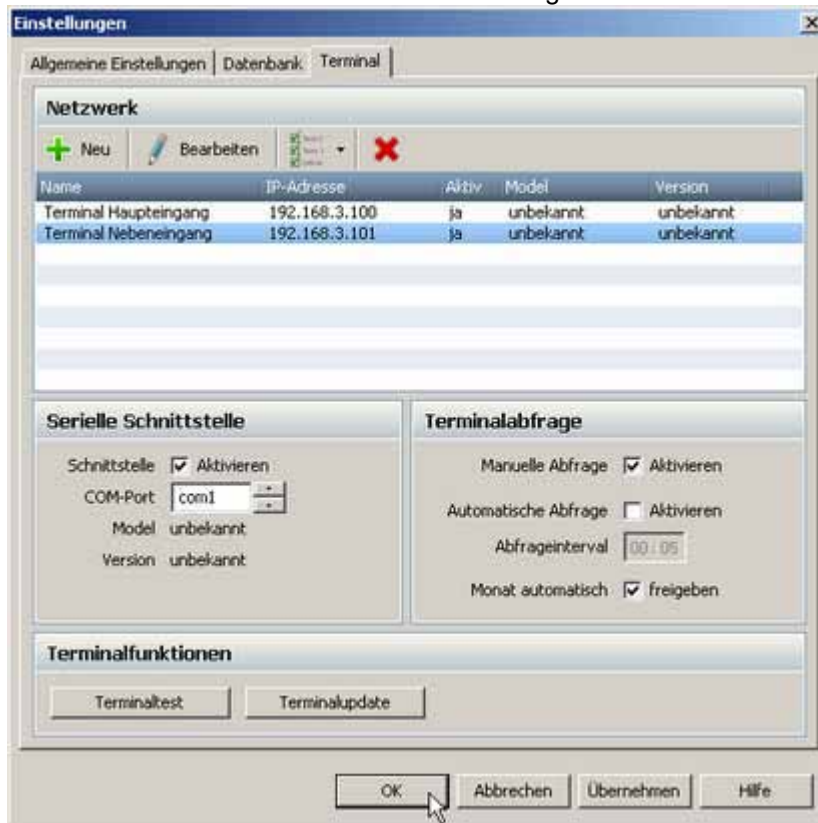 Einstellungen
Allgemeine Einstellungen Datenbank Terminal
Netzwerk
Neu Bearbeiten
Name IP-Adresse Aktiv Model Version
Terminal Haupteingang 192.168.3.100 ja unbekannt unbekannt
Terminal Nebeneingang 192.168.3.101 ja unbekannt unbekannt
Serielle Schnittstelle
Schnittstelle Aktivieren
COM-Port com1
Model unbekannt
Version unbekannt
Terminalabfrage
Manuelle Abfrage Aktivieren
Automatische Abfrage Aktivieren
Abfrageinterval 00:05
Monat automatisch freigeben
Terminalfunktionen
Terminaltest Terminalupdate
OK Abbrechen Übernehmen Hilfe